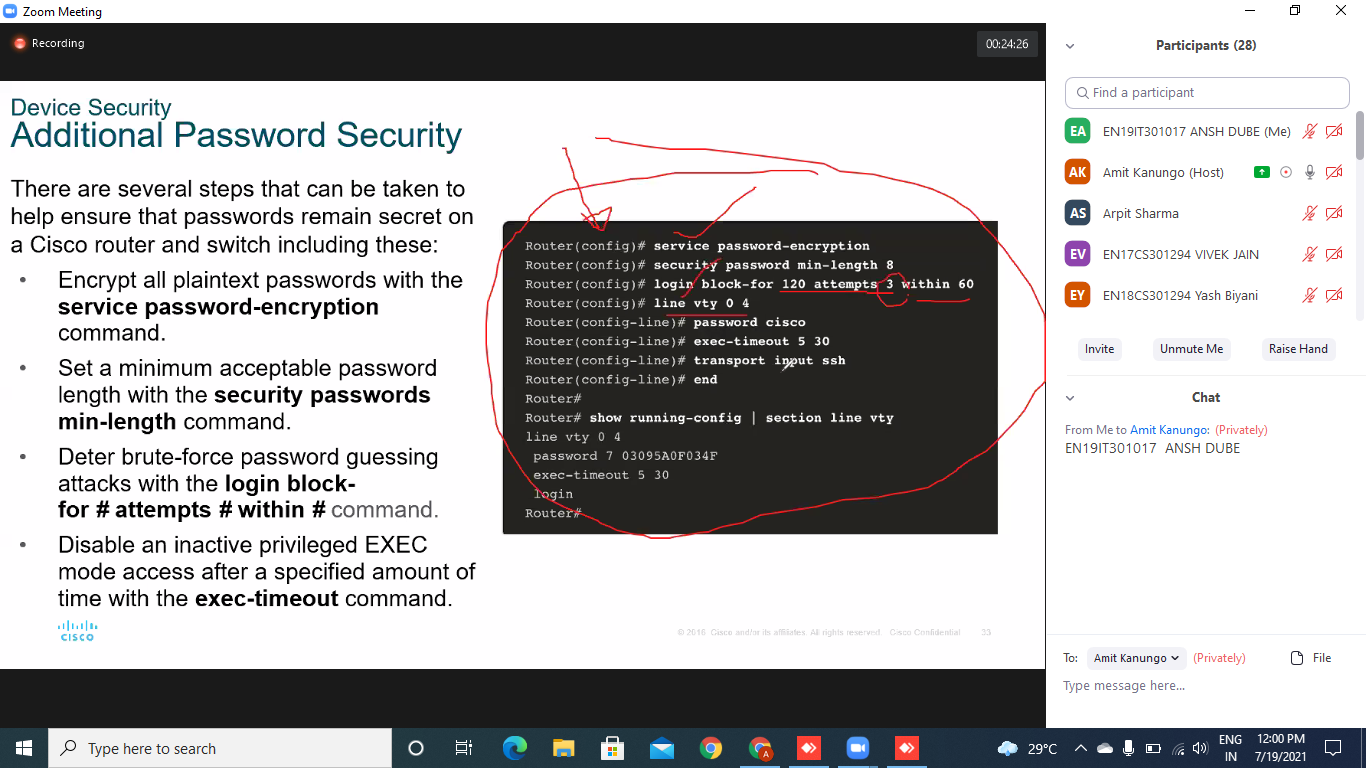 Zoom Meeting
Recording
00:24:26
Device Security
Additional Password Security
There are several steps that can be taken to
help ensure that passwords remain secret on
a Cisco router and switch including these:
• Encrypt all plaintext passwords with the
service password-encryption
command.
• Set a minimum acceptable password
length with the security passwords
min-length command.
• Deter brute-force password guessing
attacks with the login block-
for # attempts # within # command.
• Disable an inactive privileged EXEC
mode access after a specified amount of
time with the exec-timeout command.
Router(config)# service password-encryption
Router(config)# security password min-length 8
Router(config)# login block-for 120 attempts 3 within 60
Router(config)# line vty 0 4
Router(config-line)# password cisco
Router(config-line)# exec-timeout 5 30
Router(config-line)# transport input ssh
Router(config-line)# end
Router#
Router# show running-config | section line vty
line vty 0 4
password 7 03095A0F034F
exec-timeout 5 30
login
Router#
CISCO
© 2016 Cisco and/or its affiliates. All rights reserved. Cisco Confidential 33
Participants (28)
Find a participant
EA EN19IT301017 ANSH DUBE (Me)
AK Amit Kanungo (Host)
AS Arpit Sharma
EV EN17CS301294 VIVEK JAIN
EY EN18CS301294 Yash Biyani
Invite Unmute Me Raise Hand
Chat
From Me to Amit Kanungo: (Privately)
EN19IT301017 ANSH DUBE
To: Amit Kanungo (Privately) File
Type message here...
Type here to search
29°C
ENG
IN
12:00 PM
7/19/2021